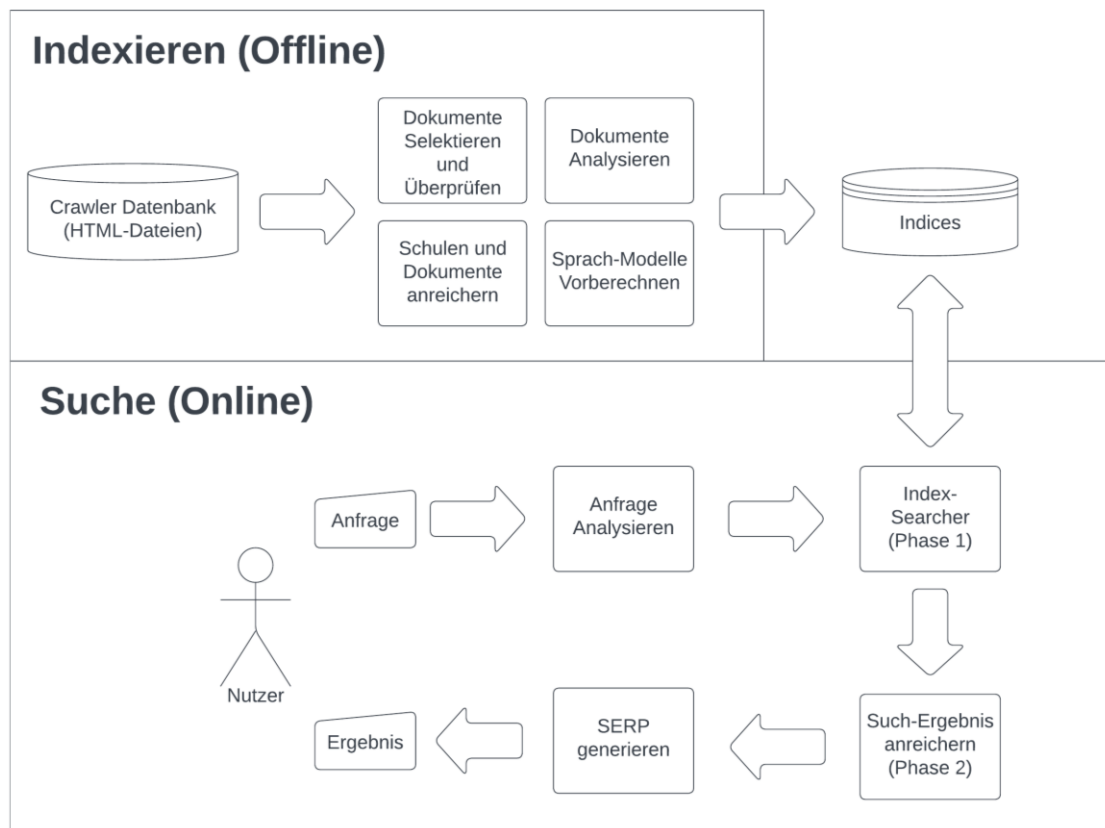 Indexieren (Offline)
Crawler Datenbank
(HTML-Dateien)
Dokumente
Selektieren
und
Überprüfen
Dokumente
Analysieren
Schulen und
Dokumente
anreichern
Sprach-Modelle
Vorberechnen
Indices
Suche (Online)
Anfrage
Anfrage
Analysieren
Index-
Searcher
(Phase 1)
Nutzer
Ergebnis
SERP
generieren
Such-Ergebnis
anreichern
(Phase 2)